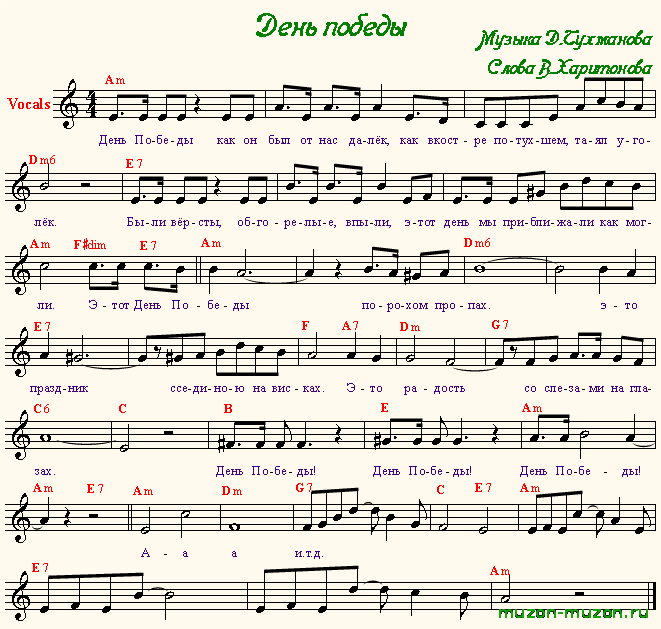 День победы
Музыка Д.Тухманова
Слова В.Харитонова
Am
Vocals
4
4
День По-бе-ды как он был от нас да-лёк, как вкост-ре по-тух-шем, та-ял у-го-
Dm6 E7
лёк. Бы-ли вёр-сты, об-го-ре-лы-е, впы-ли, э-тот день мы при-бли-жа-ли как мог-
Am F#dim E7 Am Dm6
ли. Э-тот День По-бе-ды по-ро-хом про-пах. э-то
E7 F A7 Dm G7
празд-ник ссе-ди-но-ю на вис-ках. Э-то ра-дость со сле-за-ми на гла-
C6 C B E Am
зах. День По-бе-ды! День По-бе-ды! День По-бе-ды!
Am E7 Am Dm G7 C E7 Am
А-а а и.т.д.
E7 Am
muzon-muzon.ru